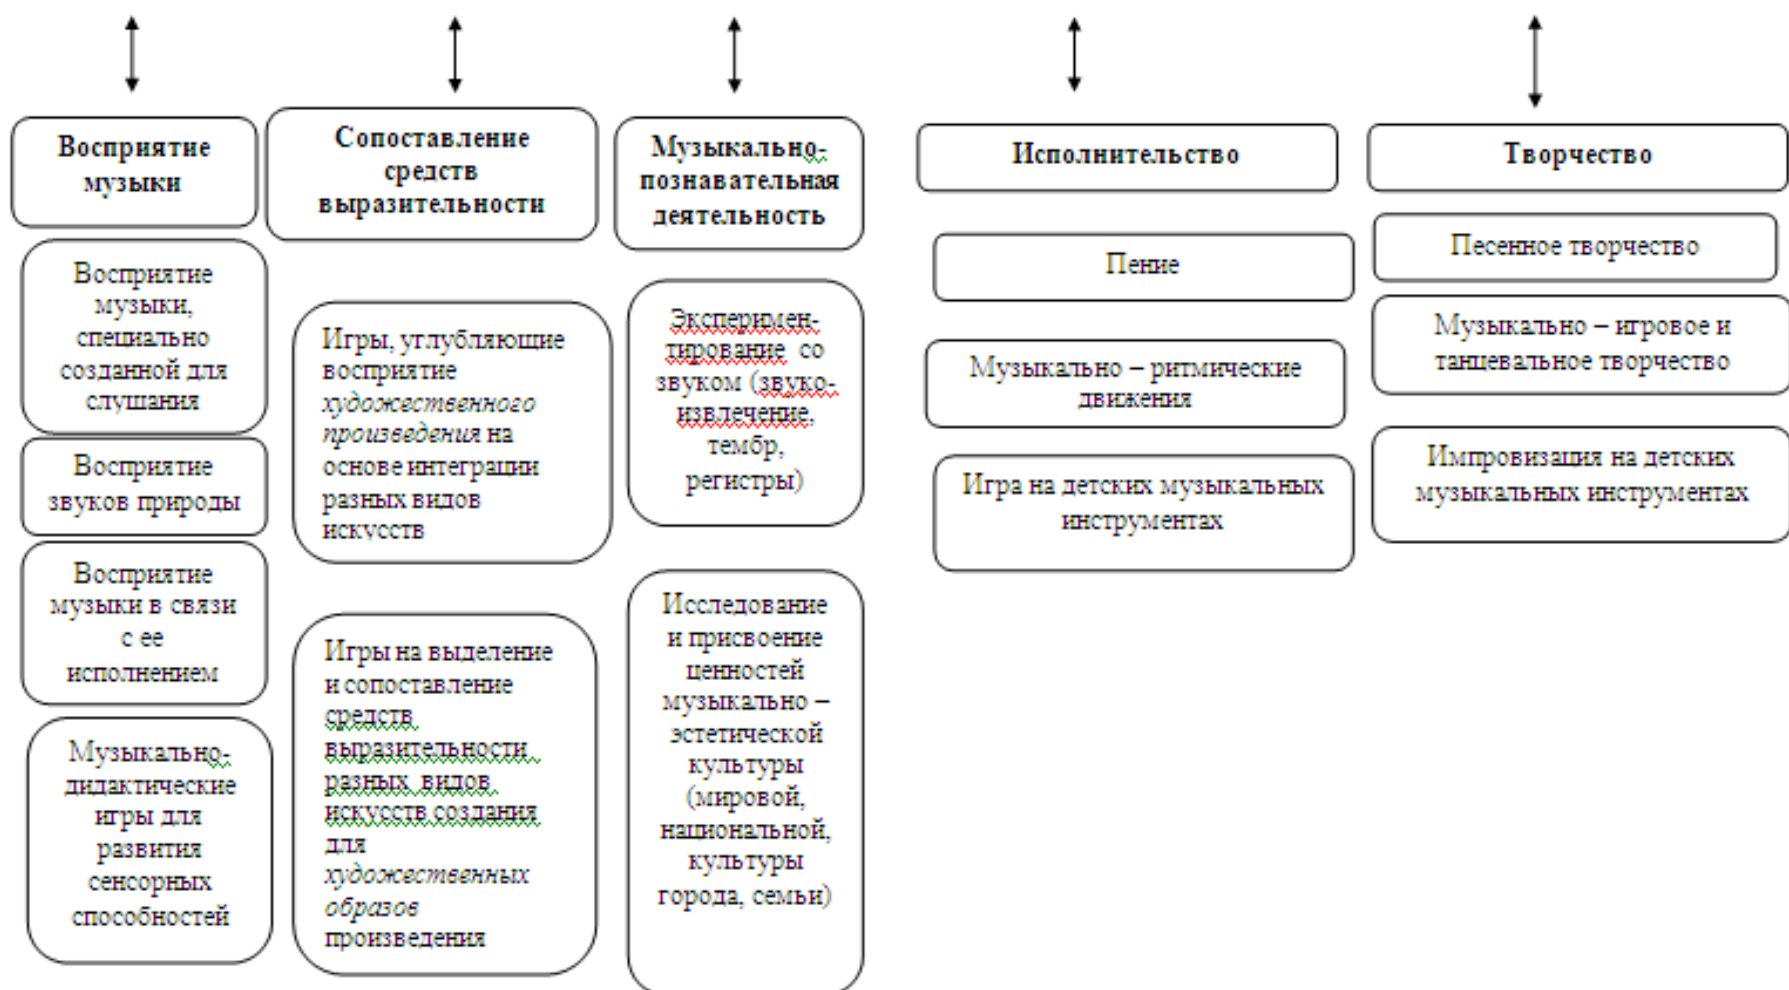 Восприятие
музыки
Восприятие
музыки,
специально
созданной для
слушания
Восприятие
звуков природы
Восприятие
музыки в связи
с ее
исполнением
Музыкально-
дидактические
игры для
развития
сенсорных
способностей
Сопоставление
средств
выразительности
Игры, углубляющие
восприятие
художественного
произведения на
основе интеграции
разных видов
искусств
Игры на выделение
и сопоставление
средств
выразительности
разных видов
искусств создания
для
художественных
образов
произведения
Музыкально-
познавательная
деятельность
Эксперимен-
тирование со
звуком (звуко-
извлечение,
тембр,
регистры)
Исследование
и присвоение
ценностей
музыкально –
эстетической
культуры
(мировой,
национальной,
культуры
города, семьи)
Исполнительство
Пение
Музыкально – ритмические
движения
Игра на детских музыкальных
инструментах
Творчество
Песенное творчество
Музыкально – игровое и
танцевальное творчество
Импровизация на детских
музыкальных инструментах